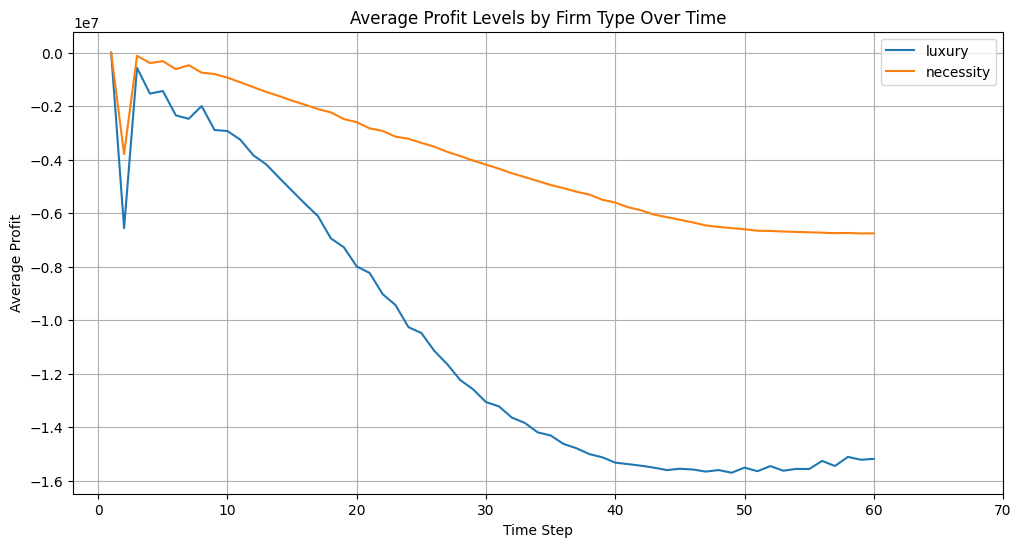 Average Profit Levels by Firm Type Over Time
1e7
luxury
necessity
0.0
−0.2
−0.4
−0.6
−0.8
−1.0
−1.2
−1.4
−1.6
Average Profit
0 10 20 30 40 50 60 70
Time Step